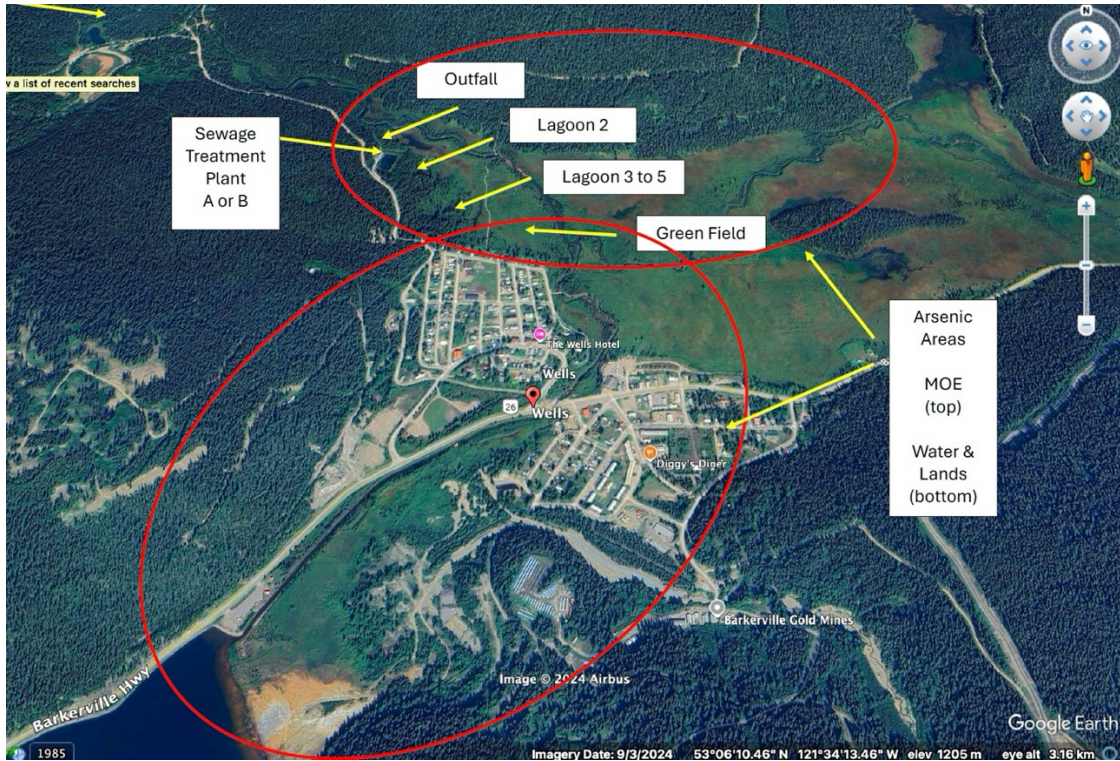 N
w a list of recent searches
Outfall
Lagoon 2
Sewage
Treatment
Plant
A or B
Lagoon 3 to 5
Green Field
Arsenic
Areas
MOE
(top)
Water &
Lands
(bottom)
The Wells Hotel
Wells
26
Wells
Diggy's Diner
Barkerville Gold Mines
Barkerville Hwy
Image © 2024 Airbus
Google Earth
1985
Imagery Date: 9/3/2024 53°06'10.46" N 121°34'13.46" W elev 1205 m eye alt 3.16 km